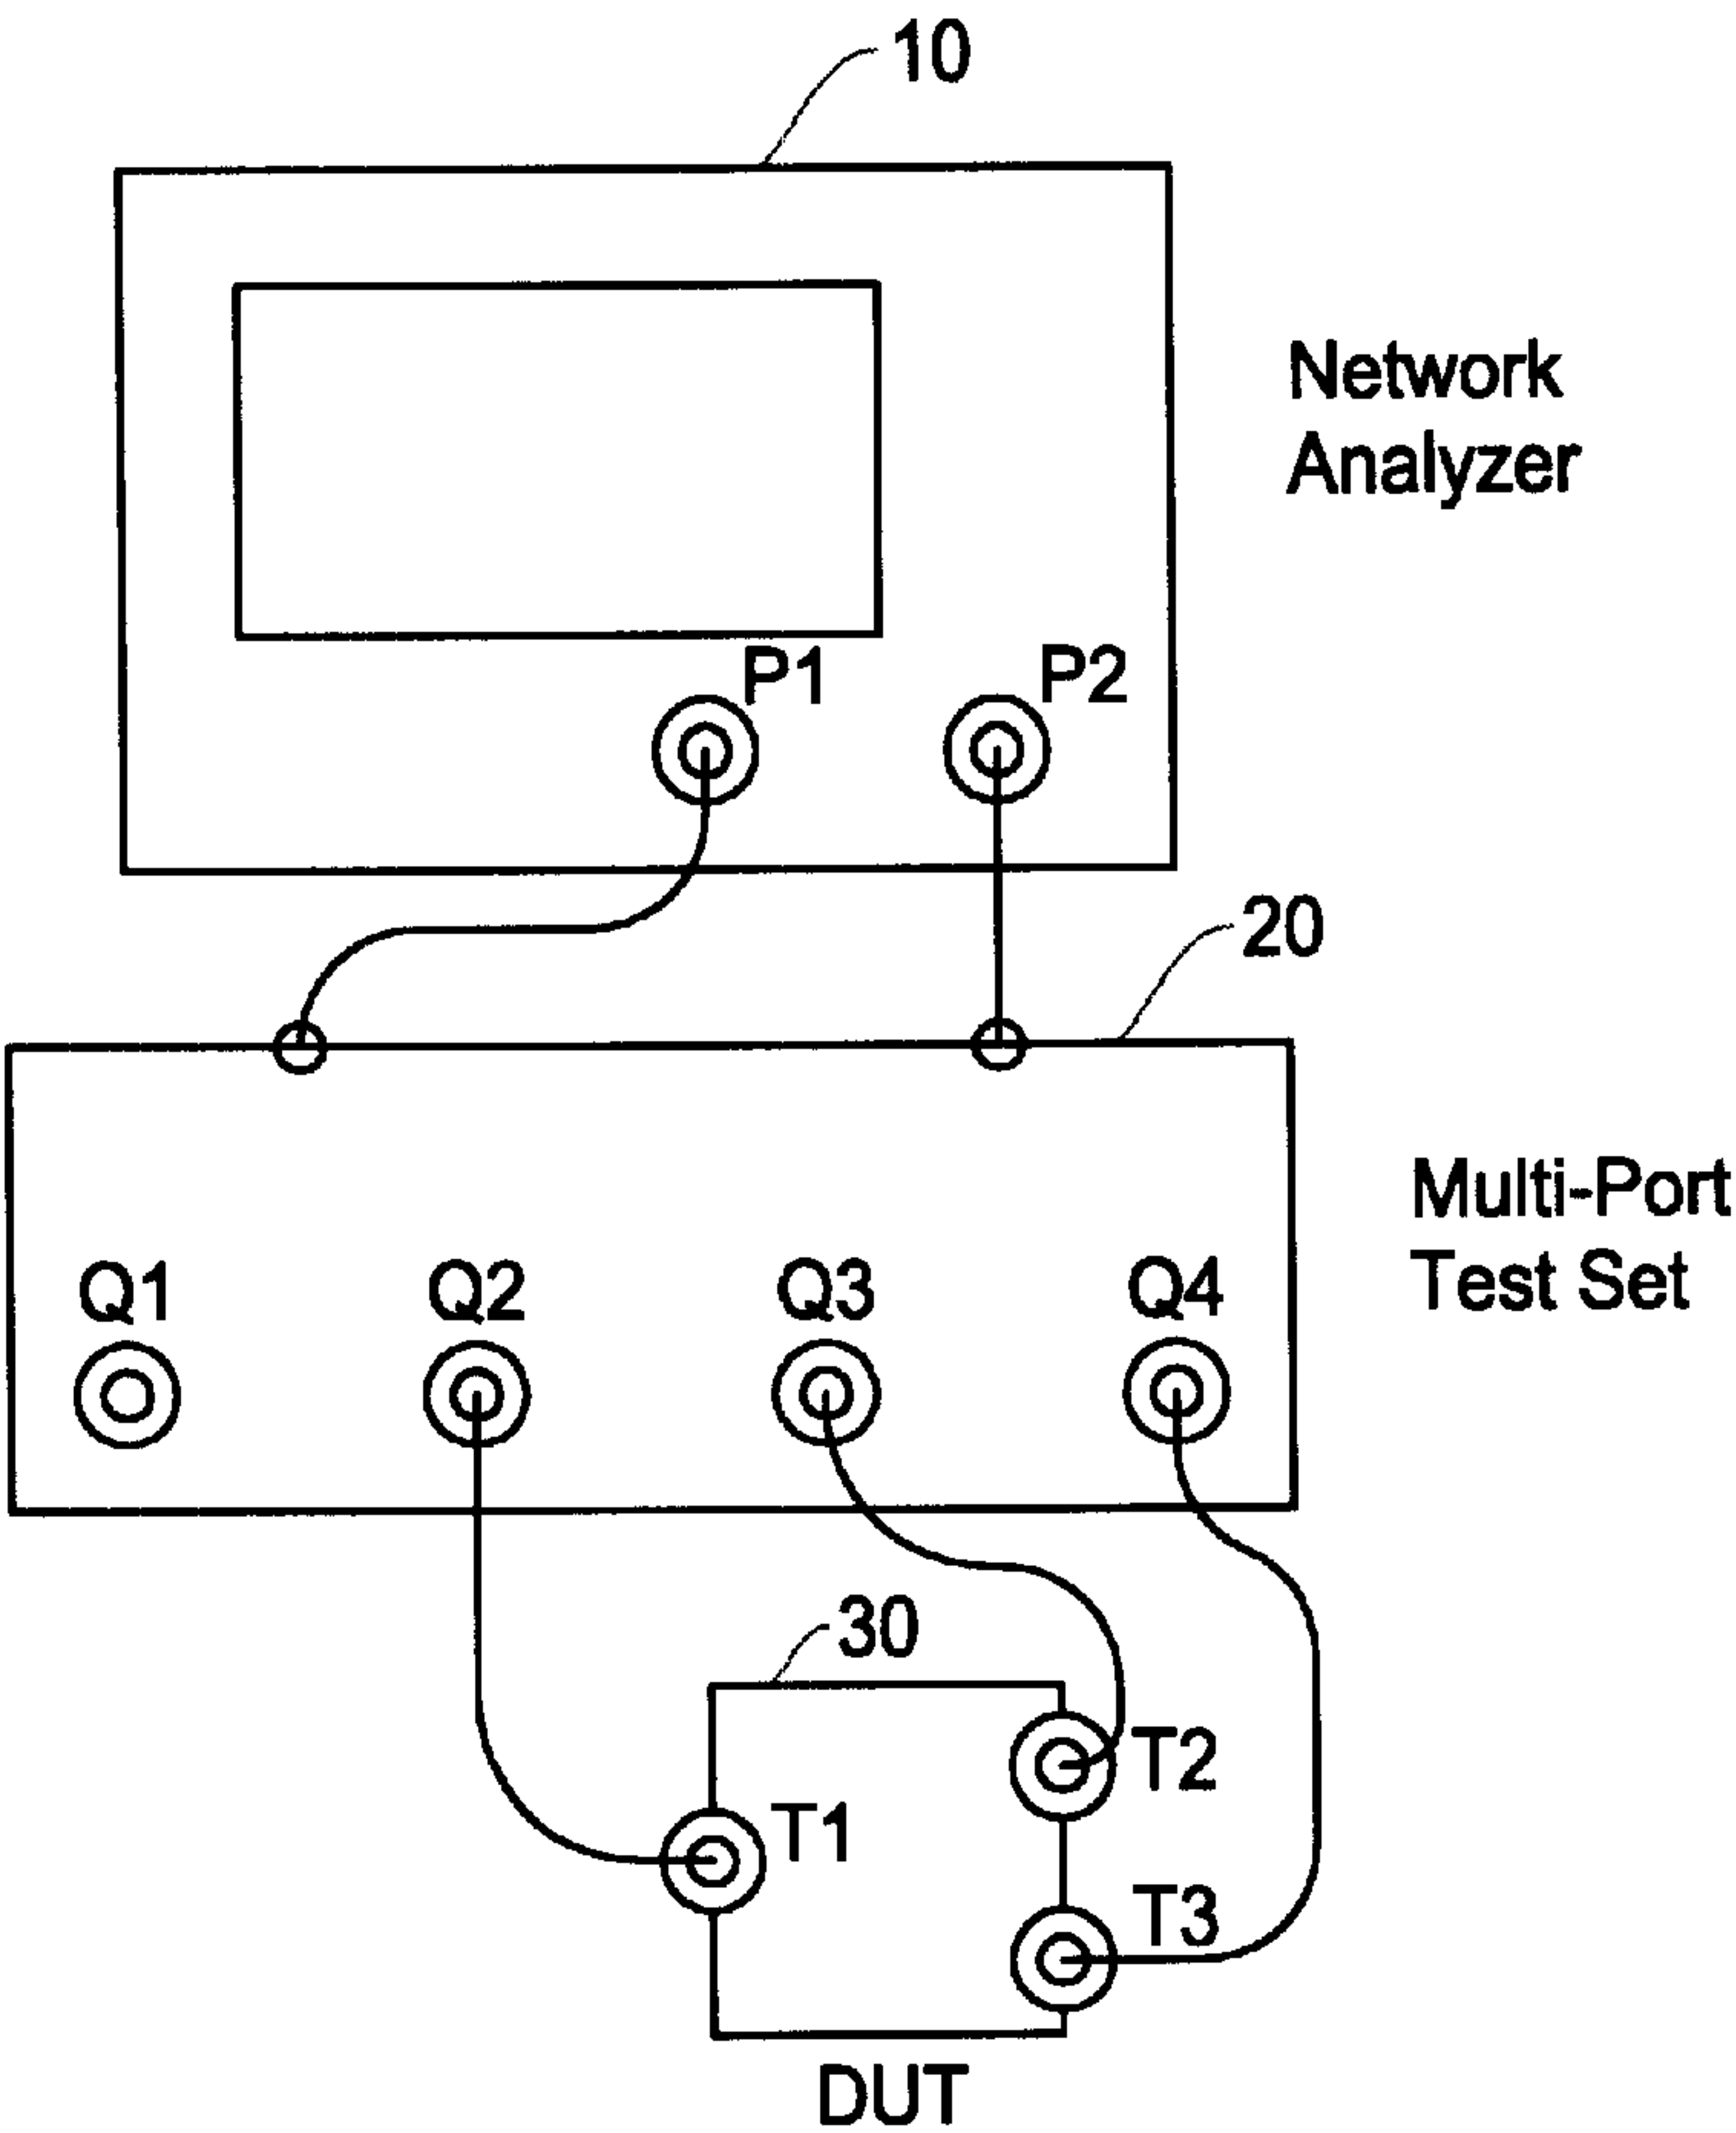 10
Network
Analyzer
P1
P2
20
Multi-Port
Test Set
Q1
Q2
Q3
Q4
30
T1
T2
T3
DUT